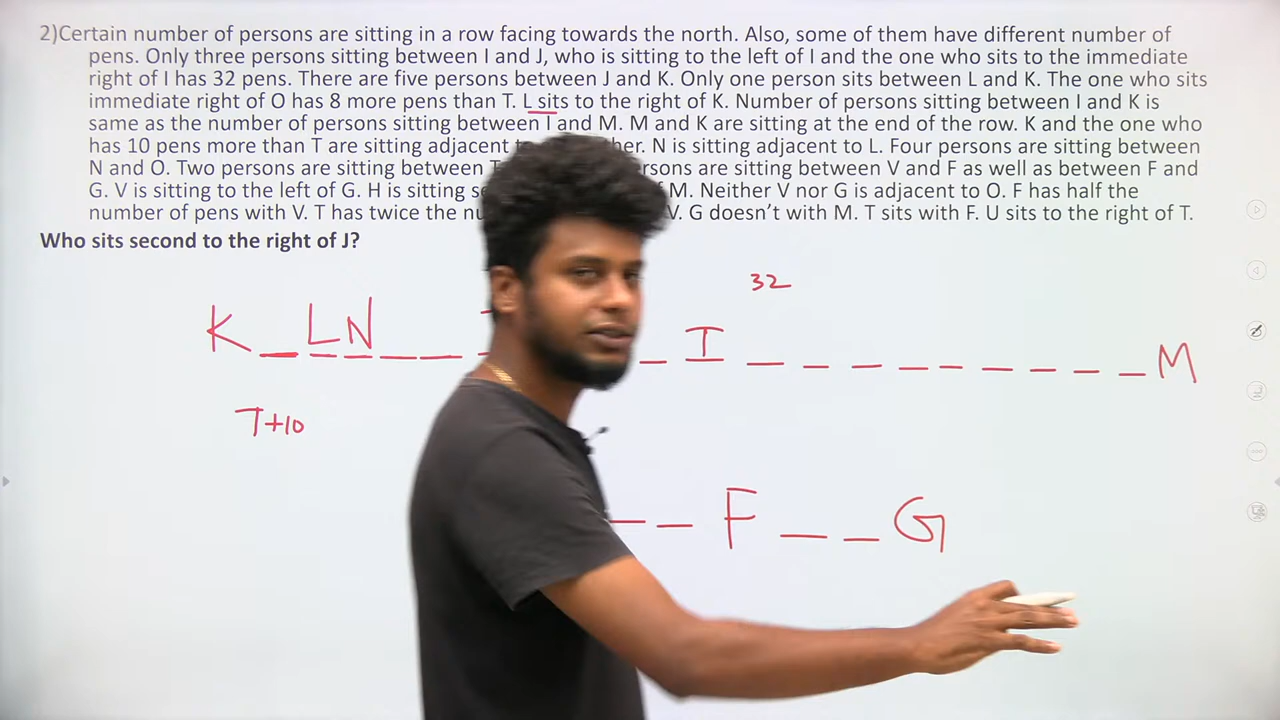 2)Certain number of persons are sitting in a row facing towards the north. Also, some of them have different number of
pens. Only three persons sitting between I and J, who is sitting to the left of I and the one who sits to the immediate
right of I has 32 pens. There are five persons between J and K. Only one person sits between L and K. The one who sits
immediate right of O has 8 more pens than T. L sits to the right of K. Number of persons sitting between I and K is
same as the number of persons sitting between I and M. M and K are sitting at the end of the row. K and the one who
has 10 pens more than T are sitting adjacent her. N is sitting adjacent to L. Four persons are sitting between
N and O. Two persons are sitting between rsons are sitting between V and F as well as between F and
G. V is sitting to the left of G. H is sitting M. Neither V nor G is adjacent to O. F has half the
number of pens with V. T has twice the V. G doesn’t with M. T sits with F. U sits to the right of T.
Who sits second to the right of J?
32
K _ L N _ _ _ I _ _ _ _ _ _ _ _ _ M
T+10
_ _ F _ _ G